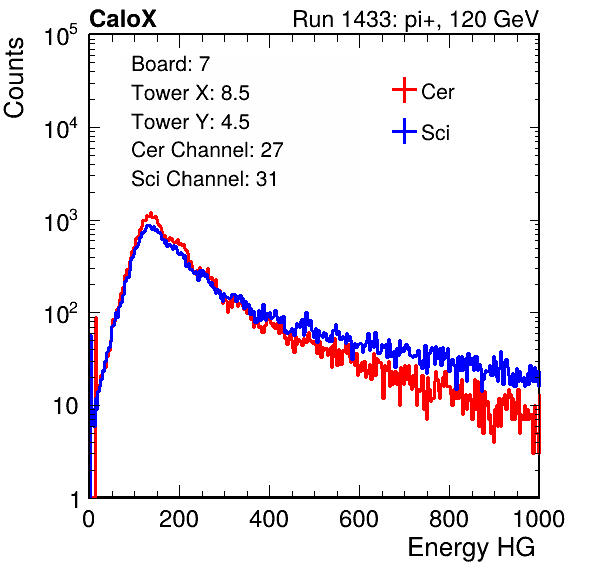 CaloX Run 1433: pi+, 120 GeV
Counts
Board: 7
Tower X: 8.5
Tower Y: 4.5
Cer Channel: 27
Sci Channel: 31
Cer
Sci
10^5
10^4
10^3
10^2
10
1
0 200 400 600 800 1000
Energy HG